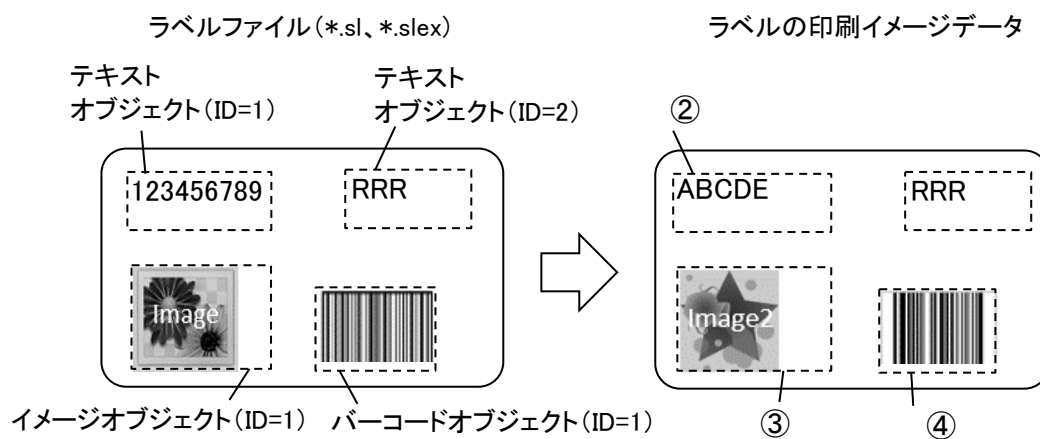 ラベルファイル(*.sl、*.slex)
ラベルの印刷イメージデータ
テキスト
オブジェクト(ID=1)
テキスト
オブジェクト(ID=2)
②
123456789
RRR
ABCDE
RRR
Image
Image2
イメージオブジェクト(ID=1)
バーコードオブジェクト(ID=1)
③
④